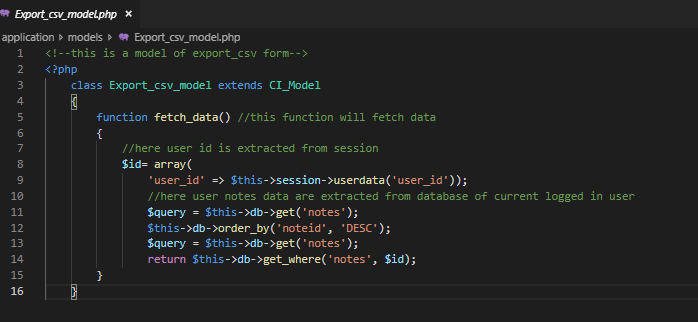 Export_csv_model.php ×
application > models > Export_csv_model.php
1 <!--this is a model of export_csv form-->
2 <?php
3 class Export_csv_model extends CI_Model
4 {
5 function fetch_data() //this function will fetch data
6 {
7 //here user id is extracted from session
8 $id= array(
9 'user_id' => $this->session->userdata('user_id'));
10 //here user notes data are extracted from database of current logged in user
11 $query = $this->db->get('notes');
12 $this->db->order_by('noteid', 'DESC');
13 $query = $this->db->get('notes');
14 return $this->db->get_where('notes', $id);
15 }
16 }